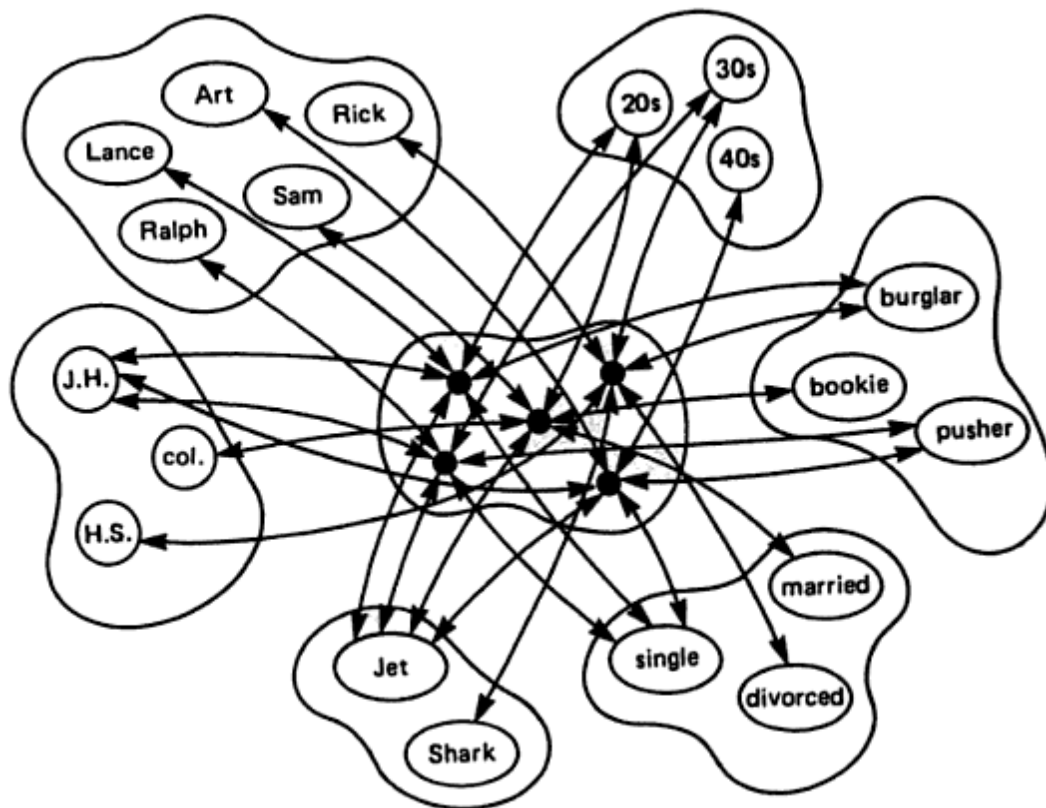 Art
Rick
Lance
Sam
Ralph
20s
30s
40s
burglar
bookie
pusher
J.H.
col.
H.S.
married
single
divorced
Jet
Shark